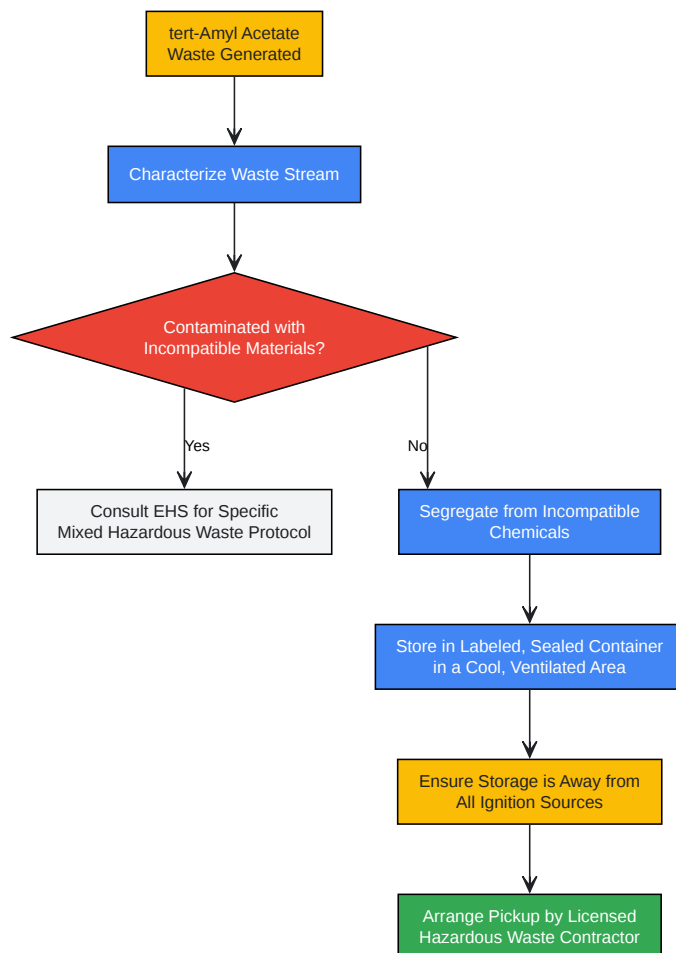 tert-Amyl Acetate
Waste Generated
Characterize Waste Stream
Contaminated with
Incompatible Materials?
Yes
No
Consult EHS for Specific
Mixed Hazardous Waste Protocol
Segregate from Incompatible
Chemicals
Store in Labeled, Sealed Container
in a Cool, Ventilated Area
Ensure Storage is Away from
All Ignition Sources
Arrange Pickup by Licensed
Hazardous Waste Contractor